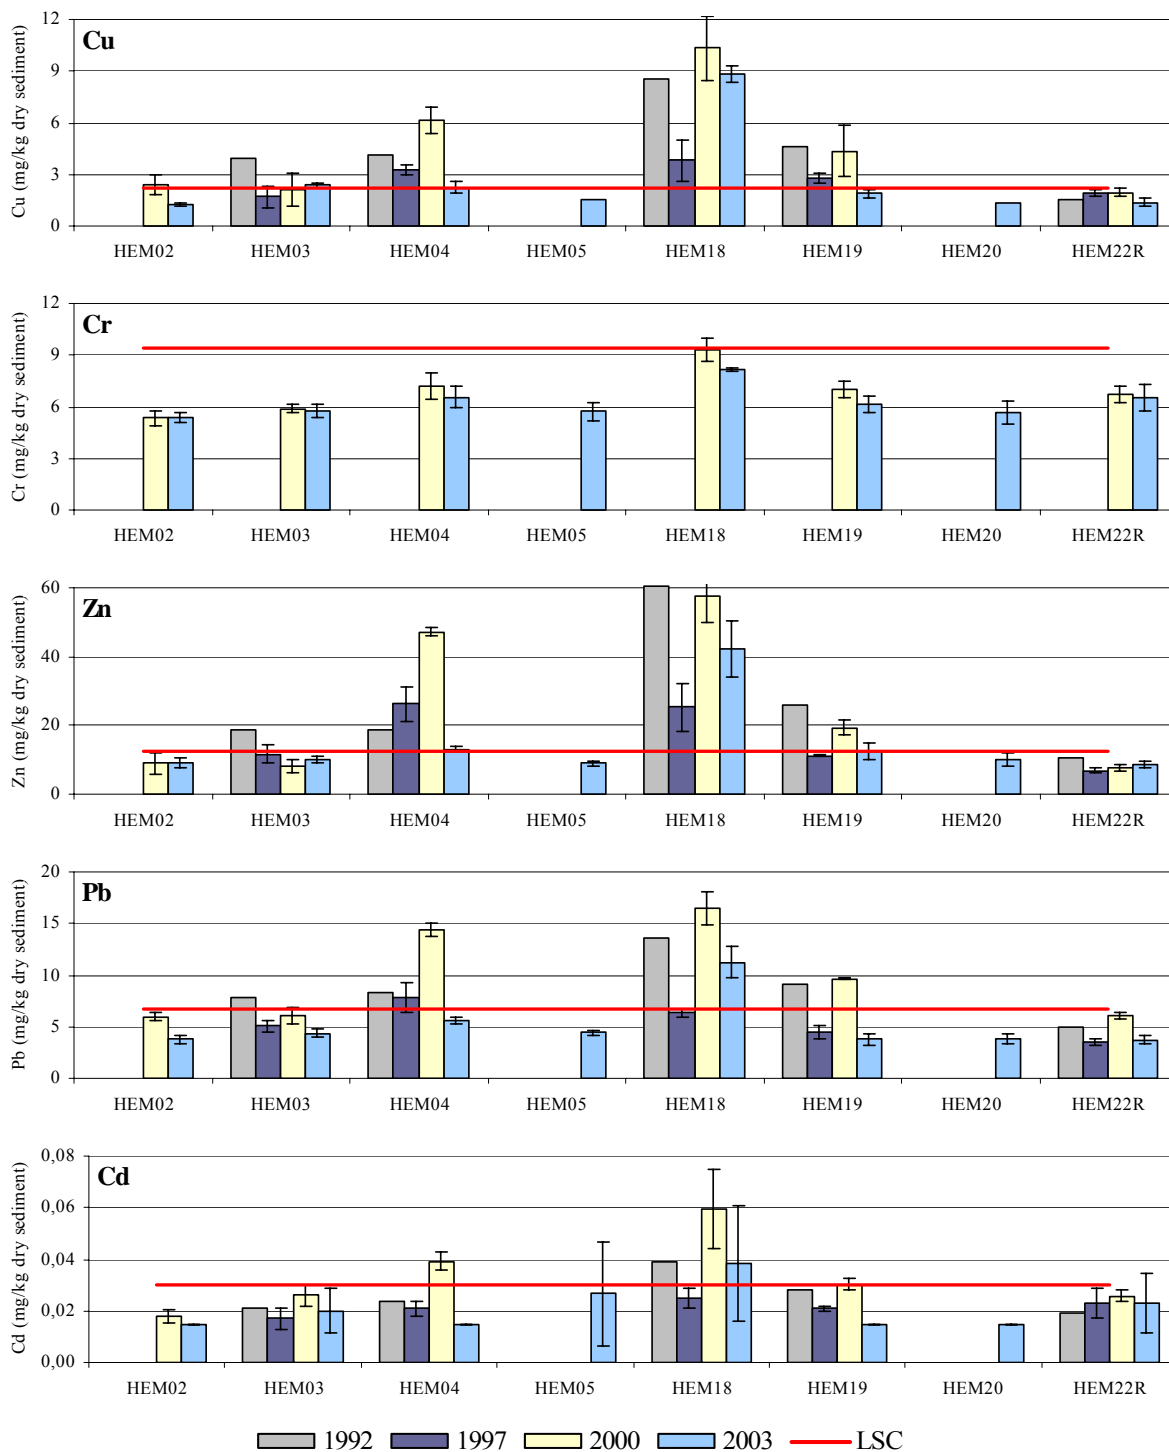 Cu
Cu (mg/kg dry sediment)
12
9
6
3
0
HEM02 HEM03 HEM04 HEM05 HEM18 HEM19 HEM20 HEM22R
Cr
Cr (mg/kg dry sediment)
12
9
6
3
0
HEM02 HEM03 HEM04 HEM05 HEM18 HEM19 HEM20 HEM22R
Zn
Zn (mg/kg dry sediment)
60
40
20
0
HEM02 HEM03 HEM04 HEM05 HEM18 HEM19 HEM20 HEM22R
Pb
Pb (mg/kg dry sediment)
20
15
10
5
0
HEM02 HEM03 HEM04 HEM05 HEM18 HEM19 HEM20 HEM22R
Cd
Cd (mg/kg dry sediment)
0,08
0,06
0,04
0,02
0,00
HEM02 HEM03 HEM04 HEM05 HEM18 HEM19 HEM20 HEM22R
1992 1997 2000 2003 LSC